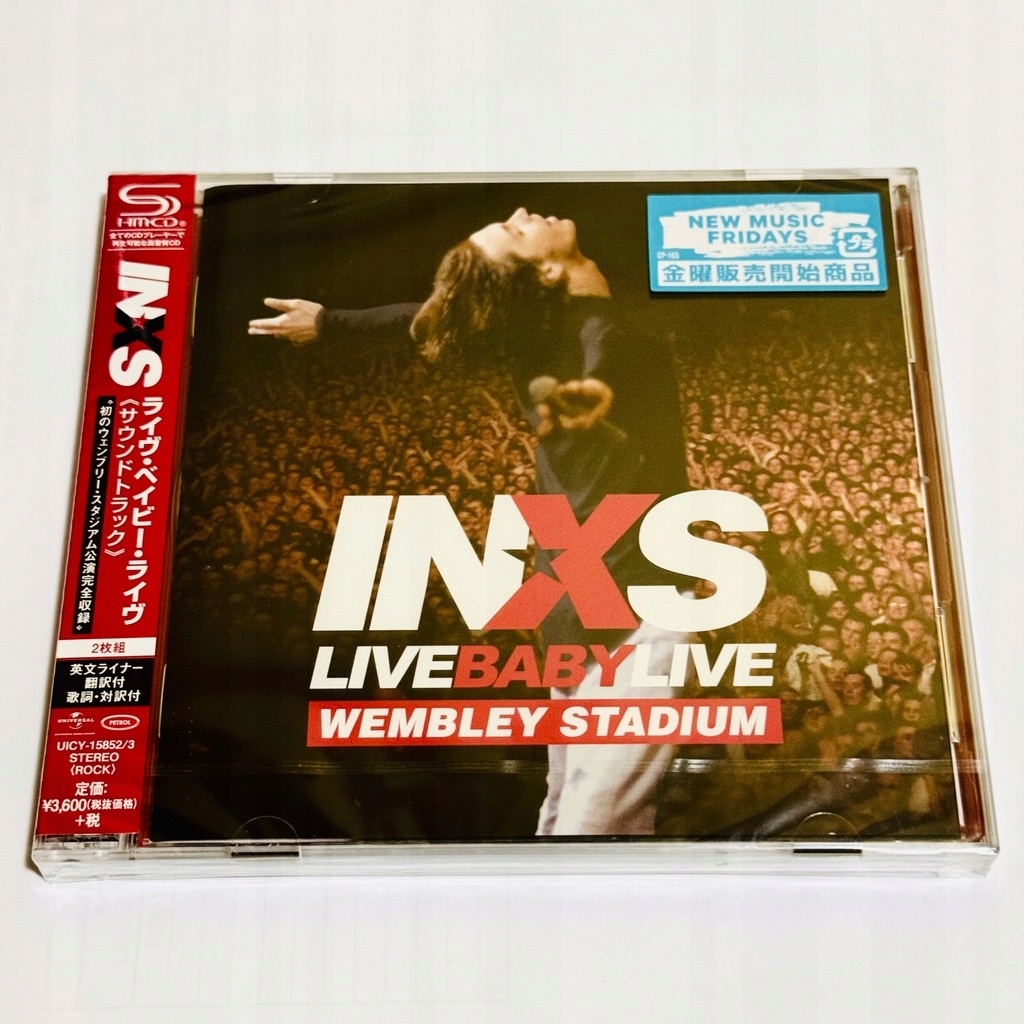 SHM-CD®
全てのCDプレーヤーで
再生可能な高音質CD
INXS
ライヴ・ベイビー・ライヴ
《サウンドトラック》
“初のウェンブリー・スタジアム公演完全収録”
2枚組
英文ライナー
翻訳付
歌詞・対訳付
UNIVERSAL
PETROL
UICY-15852/3
STEREO
〈ROCK〉
定価:
¥3,600(税抜価格)
+税
NEW MUSIC
FRIDAYS
CP-165
プラ
金曜販売開始商品
INXS
LIVEBABYLIVE
WEMBLEY STADIUM